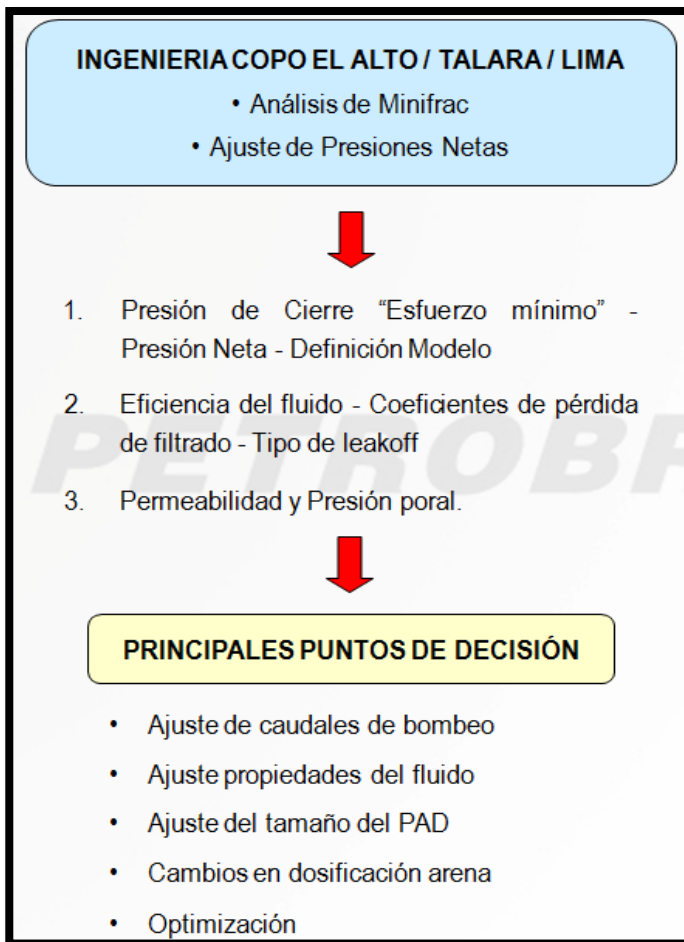 INGENIERIA COPO EL ALTO / TALARA / LIMA
• Análisis de Minifrac
• Ajuste de Presiones Netas
1. Presión de Cierre “Esfuerzo mínimo” -
Presión Neta - Definición Modelo
2. Eficiencia del fluido - Coeficientes de pérdida
de filtrado - Tipo de leakoff
PETROBR
3. Permeabilidad y Presión poral.
PRINCIPALES PUNTOS DE DECISIÓN
• Ajuste de caudales de bombeo
• Ajuste propiedades del fluido
• Ajuste del tamaño del PAD
• Cambios en dosificación arena
• Optimización